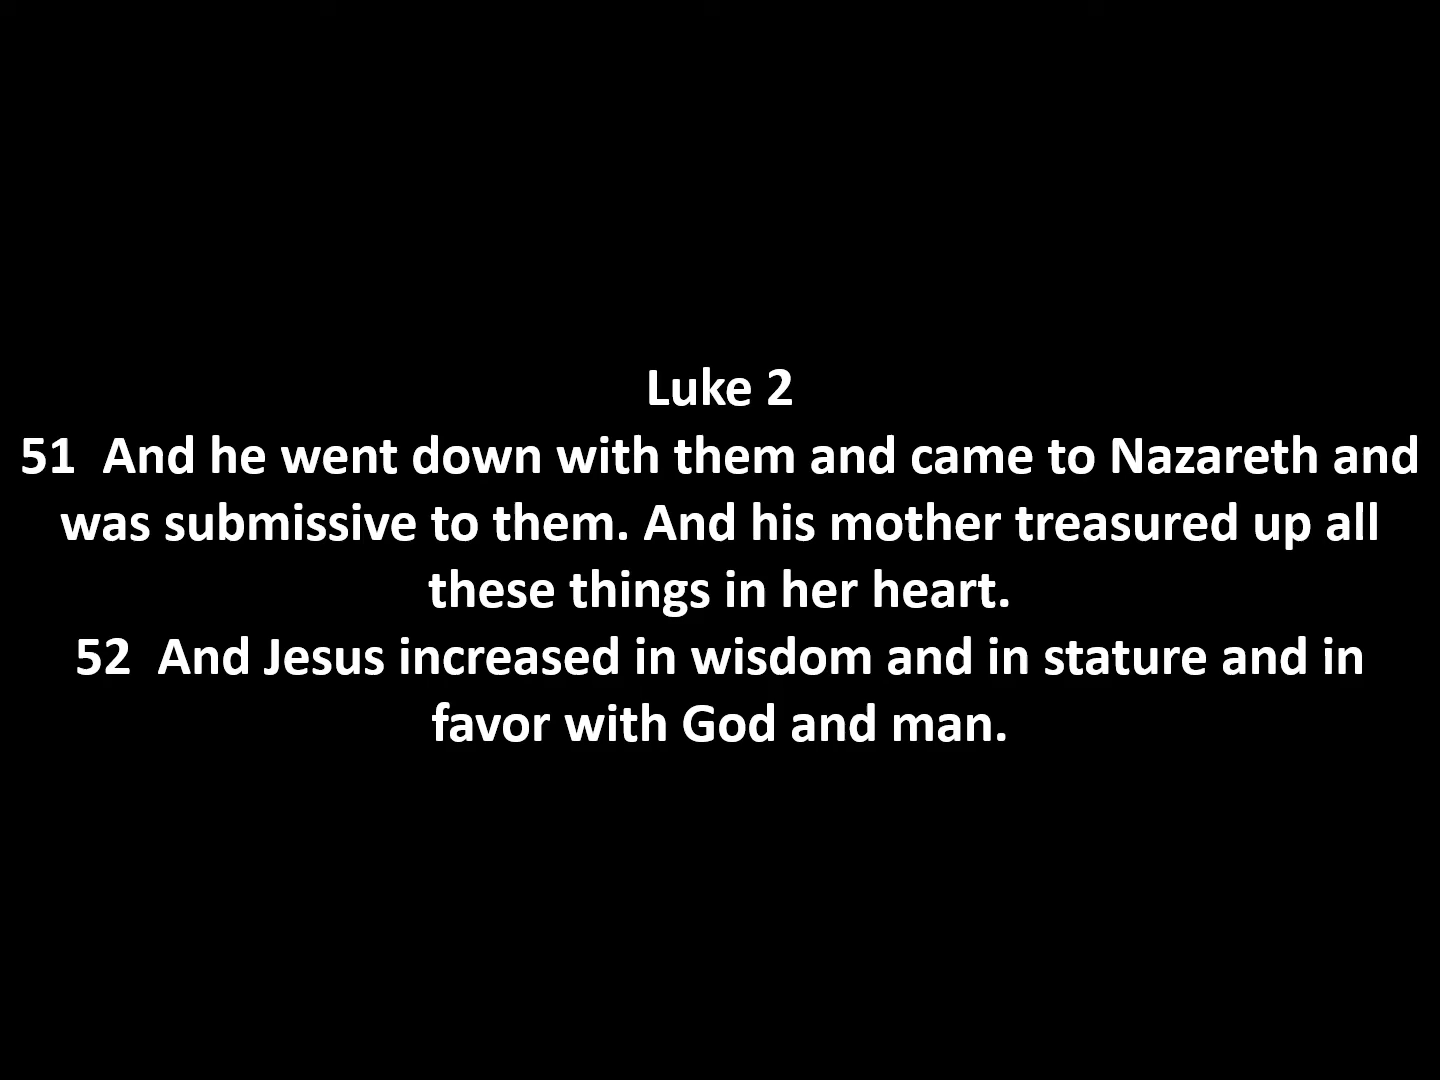 Luke 2
51  And he went down with them and came to Nazareth and
was submissive to them. And his mother treasured up all
these things in her heart.
52  And Jesus increased in wisdom and in stature and in
favor with God and man.